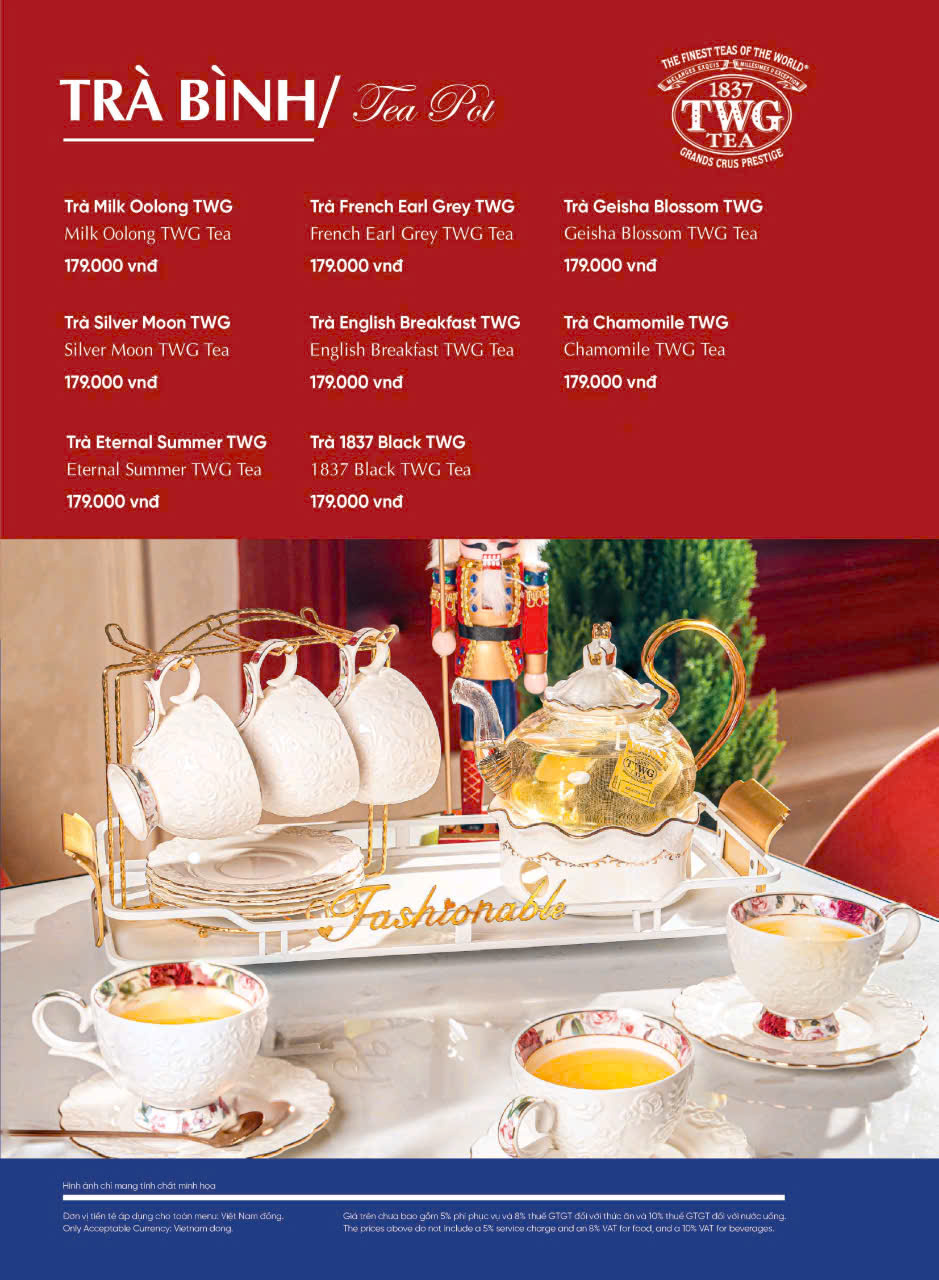 TRÀ BÌNH/ Tea Pot
THE FINEST TEAS OF THE WORLD*
MÉLANGES EXQUIS & MILLÉSIMES D'EXCEPTION
1837
TWG
TEA
GRANDS CRUS PRESTIGE
Trà Milk Oolong TWG
Milk Oolong TWG Tea
179.000 vnđ
Trà French Earl Grey TWG
French Earl Grey TWG Tea
179.000 vnđ
Trà Geisha Blossom TWG
Geisha Blossom TWG Tea
179.000 vnđ
Trà Silver Moon TWG
Silver Moon TWG Tea
179.000 vnđ
Trà English Breakfast TWG
English Breakfast TWG Tea
179.000 vnđ
Trà Chamomile TWG
Chamomile TWG Tea
179.000 vnđ
Trà Eternal Summer TWG
Eternal Summer TWG Tea
179.000 vnđ
Trà 1837 Black TWG
1837 Black TWG Tea
179.000 vnđ
TWG
Fashionable
Hình ảnh chỉ mang tính chất minh họa
Đơn vị tiền tệ áp dụng cho toàn menu: Việt Nam đồng.
Only Acceptable Currency: Vietnam dong.
Giá trên chưa bao gồm 5% phí phục vụ và 8% thuế GTGT đối với thức ăn và 10% thuế GTGT đối với nước uống.
The prices above do not include a 5% service charge and an 8% VAT for food, and a 10% VAT for beverages.